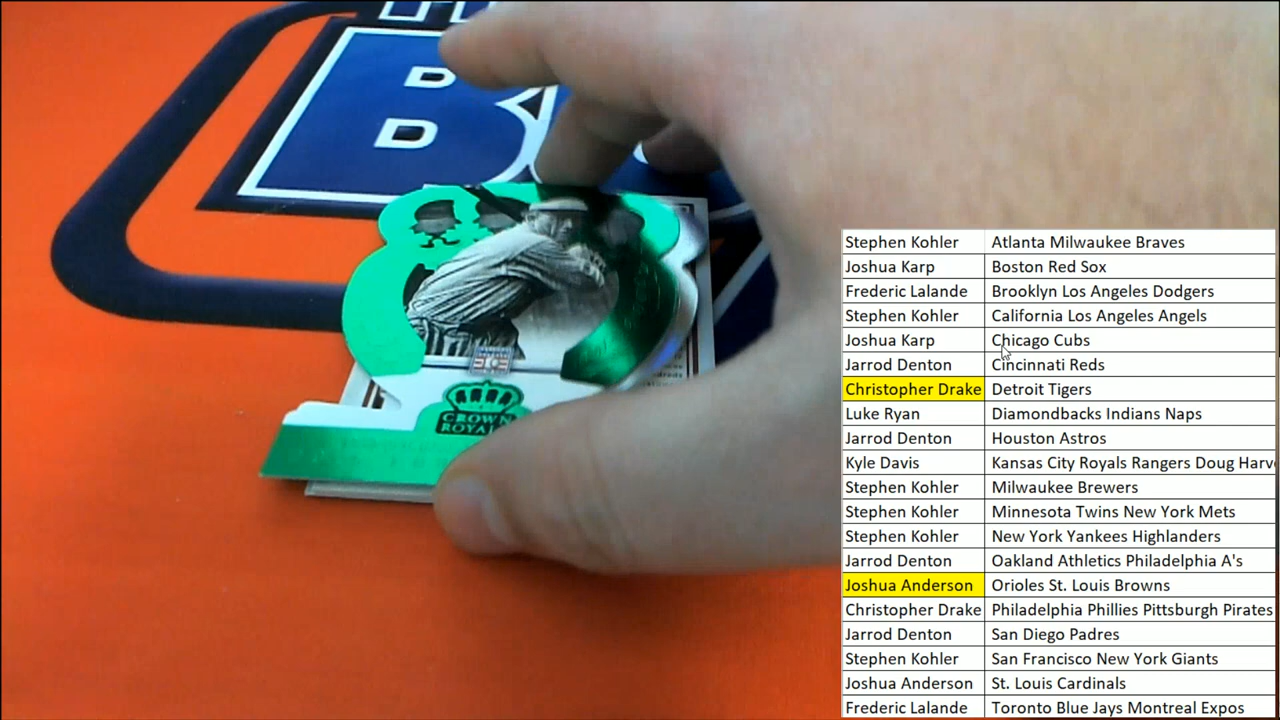 B
CROWN
ROYALE
Stephen Kohler Atlanta Milwaukee Braves
Joshua Karp Boston Red Sox
Frederic Lalande Brooklyn Los Angeles Dodgers
Stephen Kohler California Los Angeles Angels
Joshua Karp Chicago Cubs
Jarrod Denton Cincinnati Reds
Christopher Drake Detroit Tigers
Luke Ryan Diamondbacks Indians Naps
Jarrod Denton Houston Astros
Kyle Davis Kansas City Royals Rangers Doug Harv
Stephen Kohler Milwaukee Brewers
Stephen Kohler Minnesota Twins New York Mets
Stephen Kohler New York Yankees Highlanders
Jarrod Denton Oakland Athletics Philadelphia A's
Joshua Anderson Orioles St. Louis Browns
Christopher Drake Philadelphia Phillies Pittsburgh Pirates
Jarrod Denton San Diego Padres
Stephen Kohler San Francisco New York Giants
Joshua Anderson St. Louis Cardinals
Frederic Lalande Toronto Blue Jays Montreal Expos